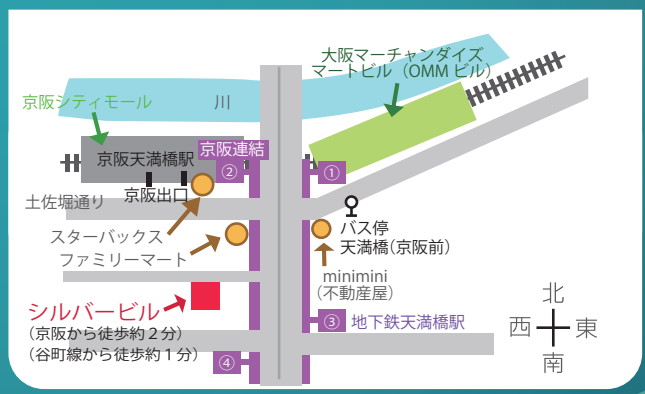 大阪マーチャンダイズ
マートビル（OMM ビル）
京阪シティモール
川
京阪連結
京阪天満橋駅
②
①
京阪出口
土佐堀通り
バス停
天満橋（京阪前）
スターバックス
ファミリーマート
minimini
（不動産屋）
シルバービル
（京阪から徒歩約２分）
（谷町線から徒歩約１分）
③ 地下鉄天満橋駅
④
北
西
東
南